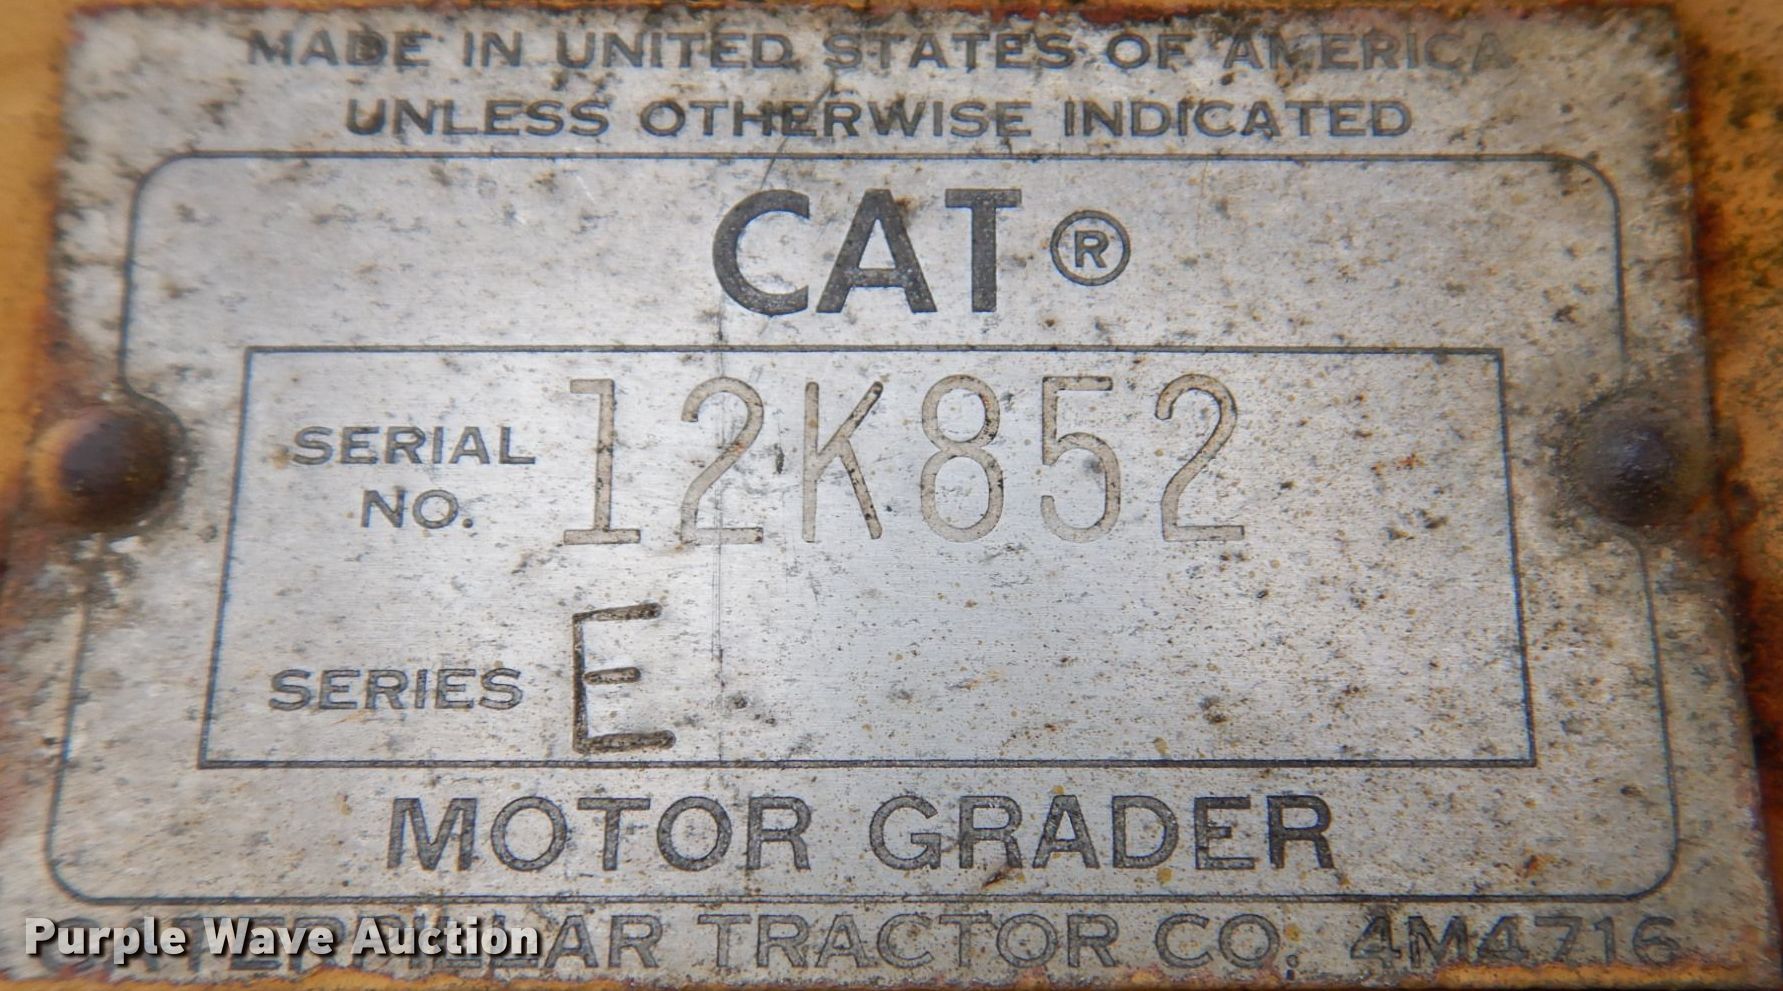 MADE IN UNITED STATES OF AMERICA
UNLESS OTHERWISE INDICATED
CAT®
SERIAL NO. 12K852
SERIES E
MOTOR GRADER
CATERPILLAR TRACTOR CO. 4M4716
Purple Wave Auction